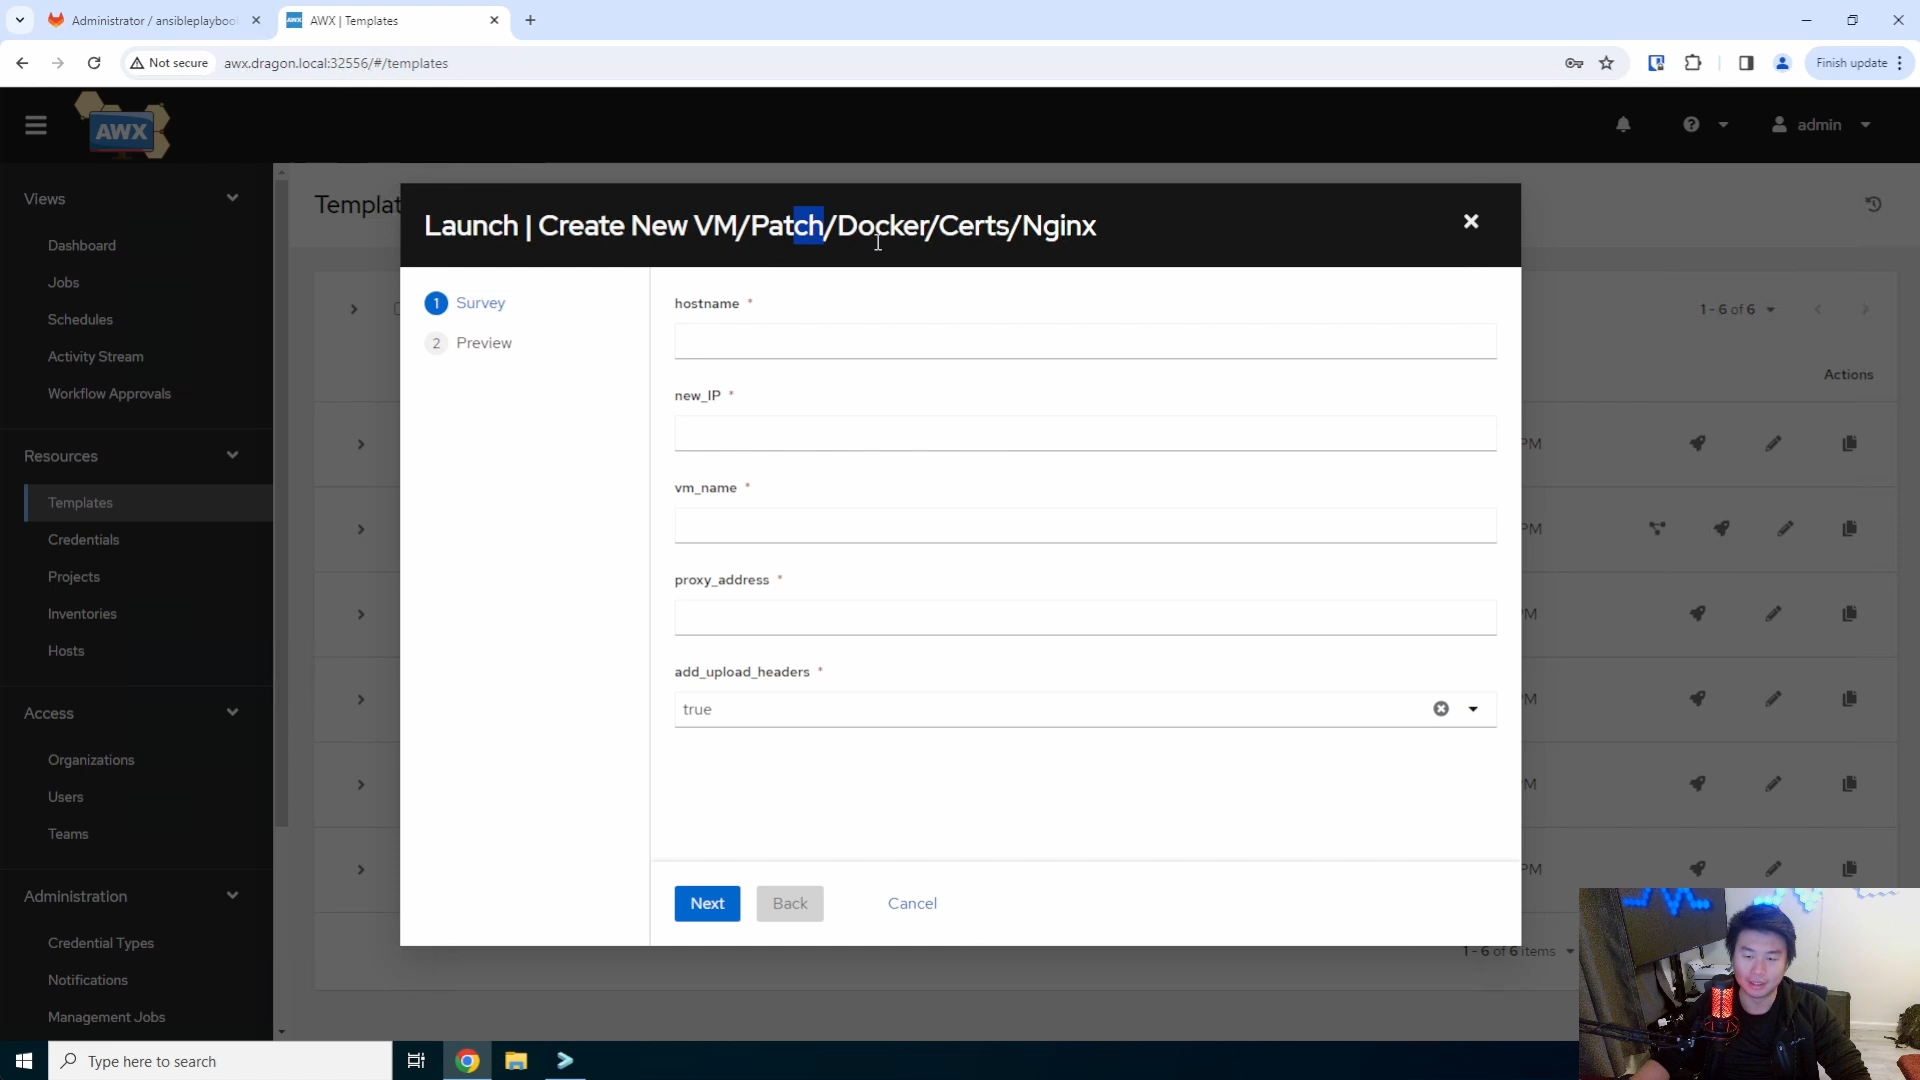 Administrator / ansibleplaybook
AWX | Templates
Not secure
awx.dragon.local:32556/#/templates
Finish update
AWX
admin
Views
Dashboard
Jobs
Schedules
Activity Stream
Workflow Approvals
Resources
Templates
Credentials
Projects
Inventories
Hosts
Access
Organizations
Users
Teams
Administration
Credential Types
Notifications
Management Jobs
Templat
Launch | Create New VM/Patch/Docker/Certs/Nginx
1 Survey
2 Preview
hostname *
new_IP *
vm_name *
proxy_address *
add_upload_headers *
true
Next
Back
Cancel
1 - 6 of 6
Actions
PM
PM
PM
PM
PM
PM
1 - 6 of 6 items
Type here to search